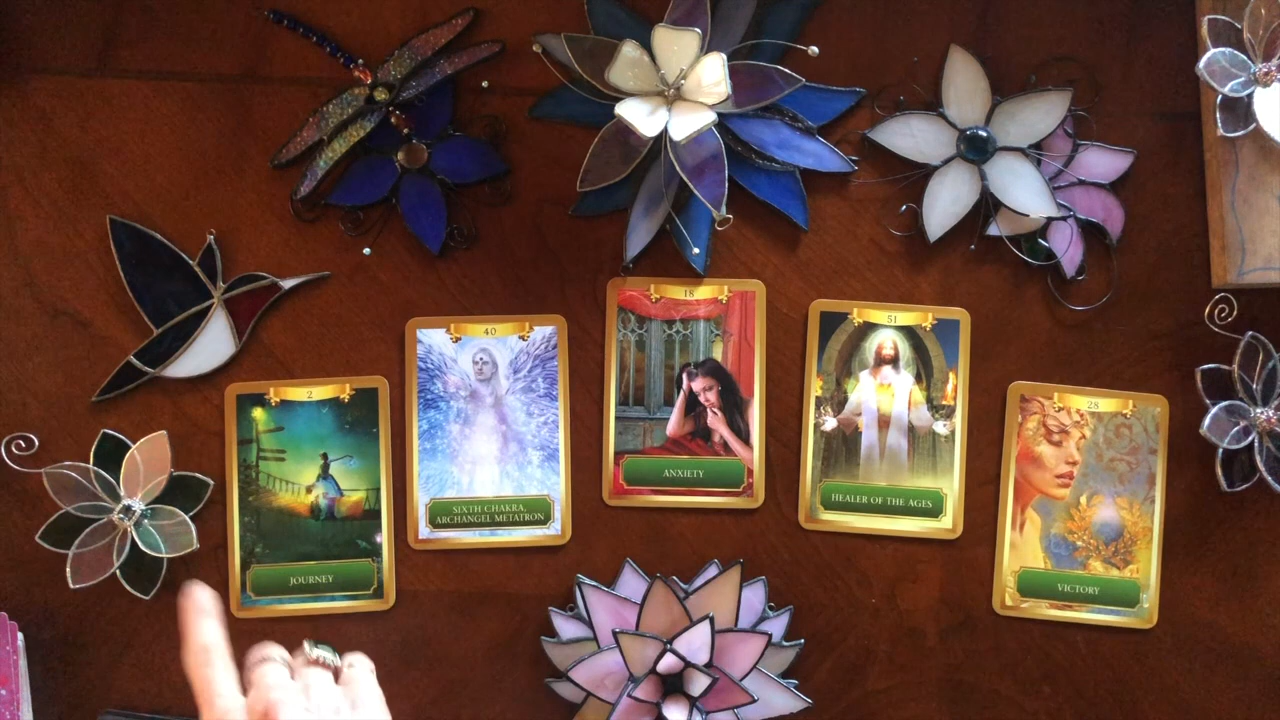 2
JOURNEY
40
SIXTH CHAKRA,
ARCHANGEL METATRON
18
ANXIETY
51
HEALER OF THE AGES
28
VICTORY